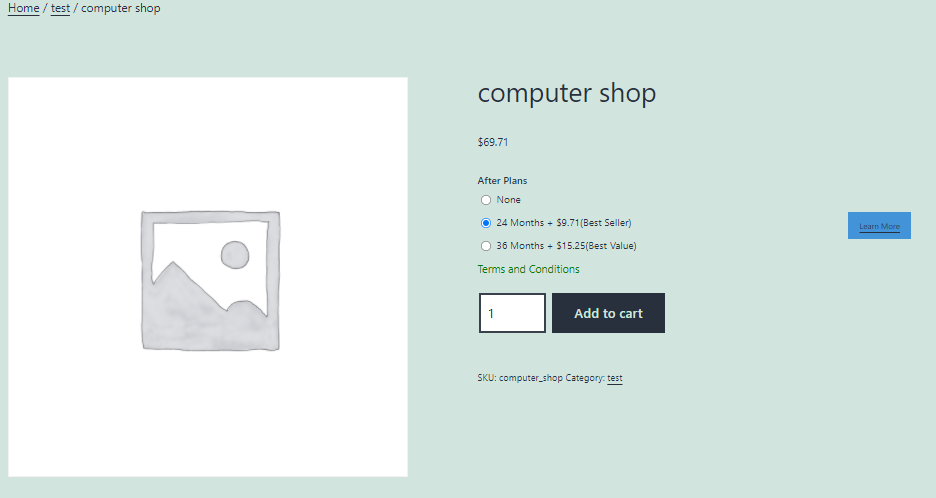 Home / test / computer shop
computer shop
$69.71
After Plans
None
24 Months + $9.71(Best Seller)
Learn More
36 Months + $15.25(Best Value)
Terms and Conditions
1
Add to cart
SKU: computer_shop Category: test